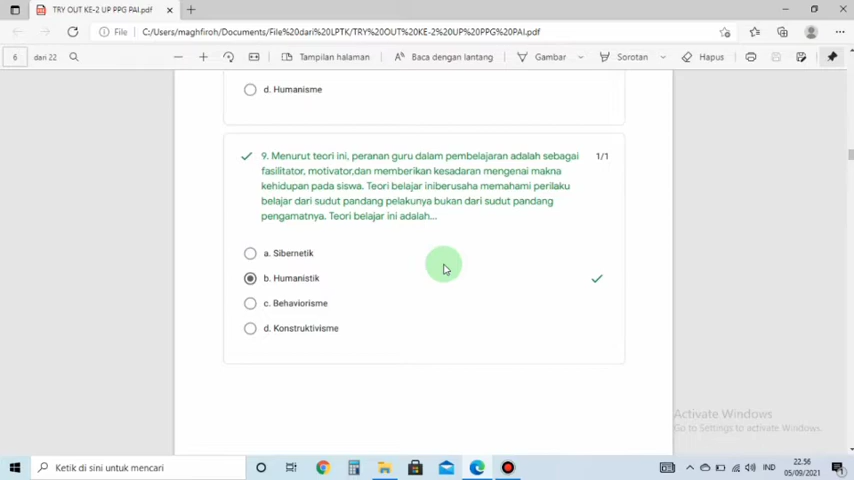 TRY OUT KE-2 UP PPG PAI.pdf
File
C:/Users/maghfiroh/Documents/File%20dari%20LPTK/TRY%20OUT%20KE-2%20UP%20PPG%20PAI.pdf
6 dari 22
Tampilan halaman
Baca dengan lantang
Gambar
Sorotan
Hapus
d. Humanisme
9. Menurut teori ini, peranan guru dalam pembelajaran adalah sebagai 1/1
fasilitator, motivator,dan memberikan kesadaran mengenai makna
kehidupan pada siswa. Teori belajar iniberusaha memahami perilaku
belajar dari sudut pandang pelakunya bukan dari sudut pandang
pengamatnya. Teori belajar ini adalah...
a. Sibernetik
b. Humanistik
c. Behaviorisme
d. Konstruktivisme
Activate Windows
Go to Settings to activate Windows.
Ketik di sini untuk mencari
IND
22.56
05/09/2021
1